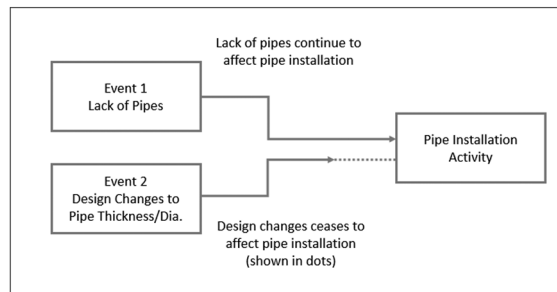 Lack of pipes continue to
affect pipe installation
Event 1
Lack of Pipes
Pipe Installation
Activity
Event 2
Design Changes to
Pipe Thickness/Dia.
Design changes ceases to
affect pipe installation
(shown in dots)